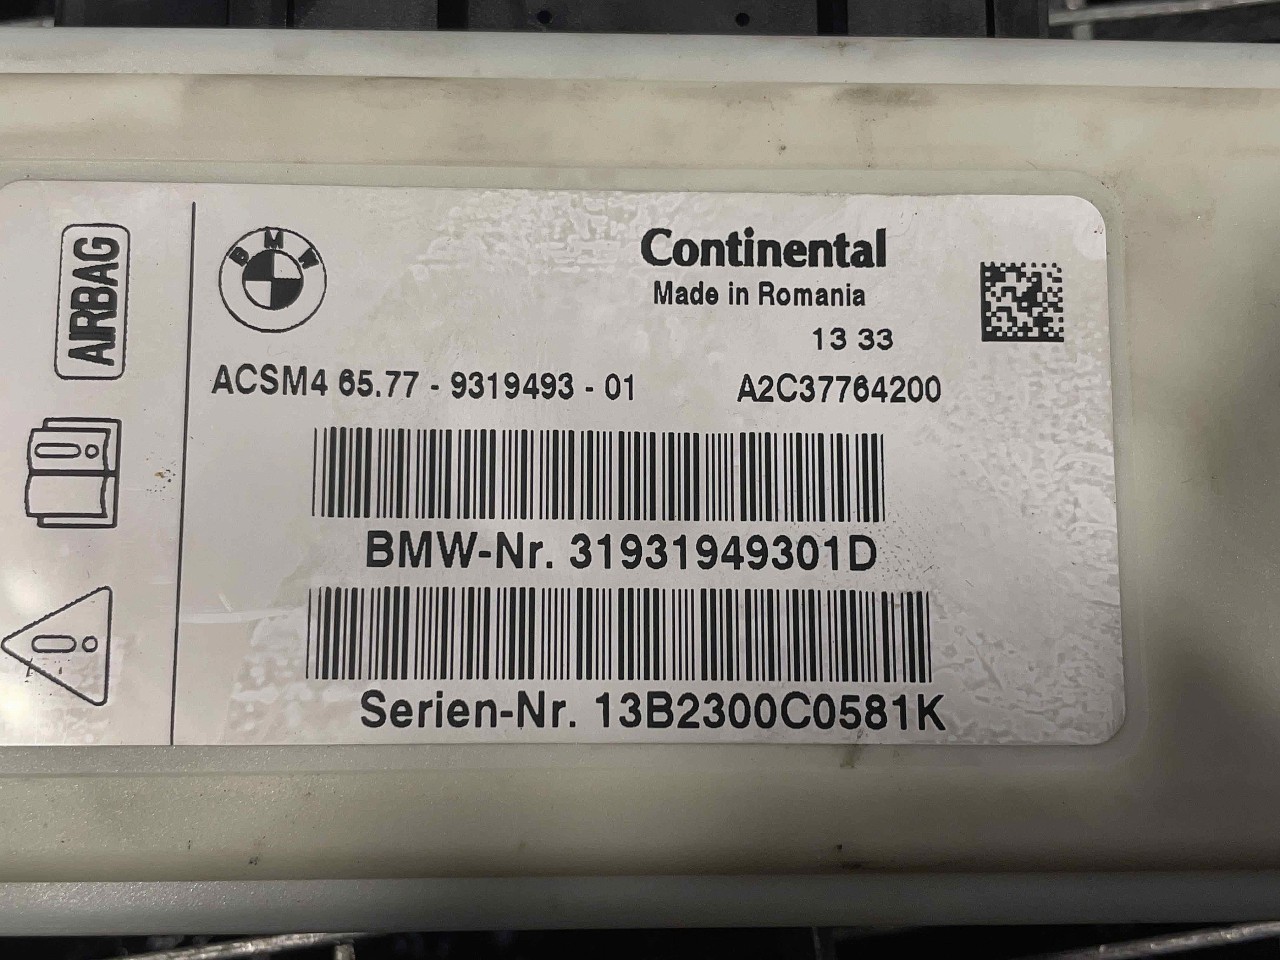 AIRBAG
BMW
Continental
Made in Romania
13 33
ACSM4 65.77 - 9319493 - 01 A2C37764200
BMW-Nr. 31931949301D
Serien-Nr. 13B2300C0581K